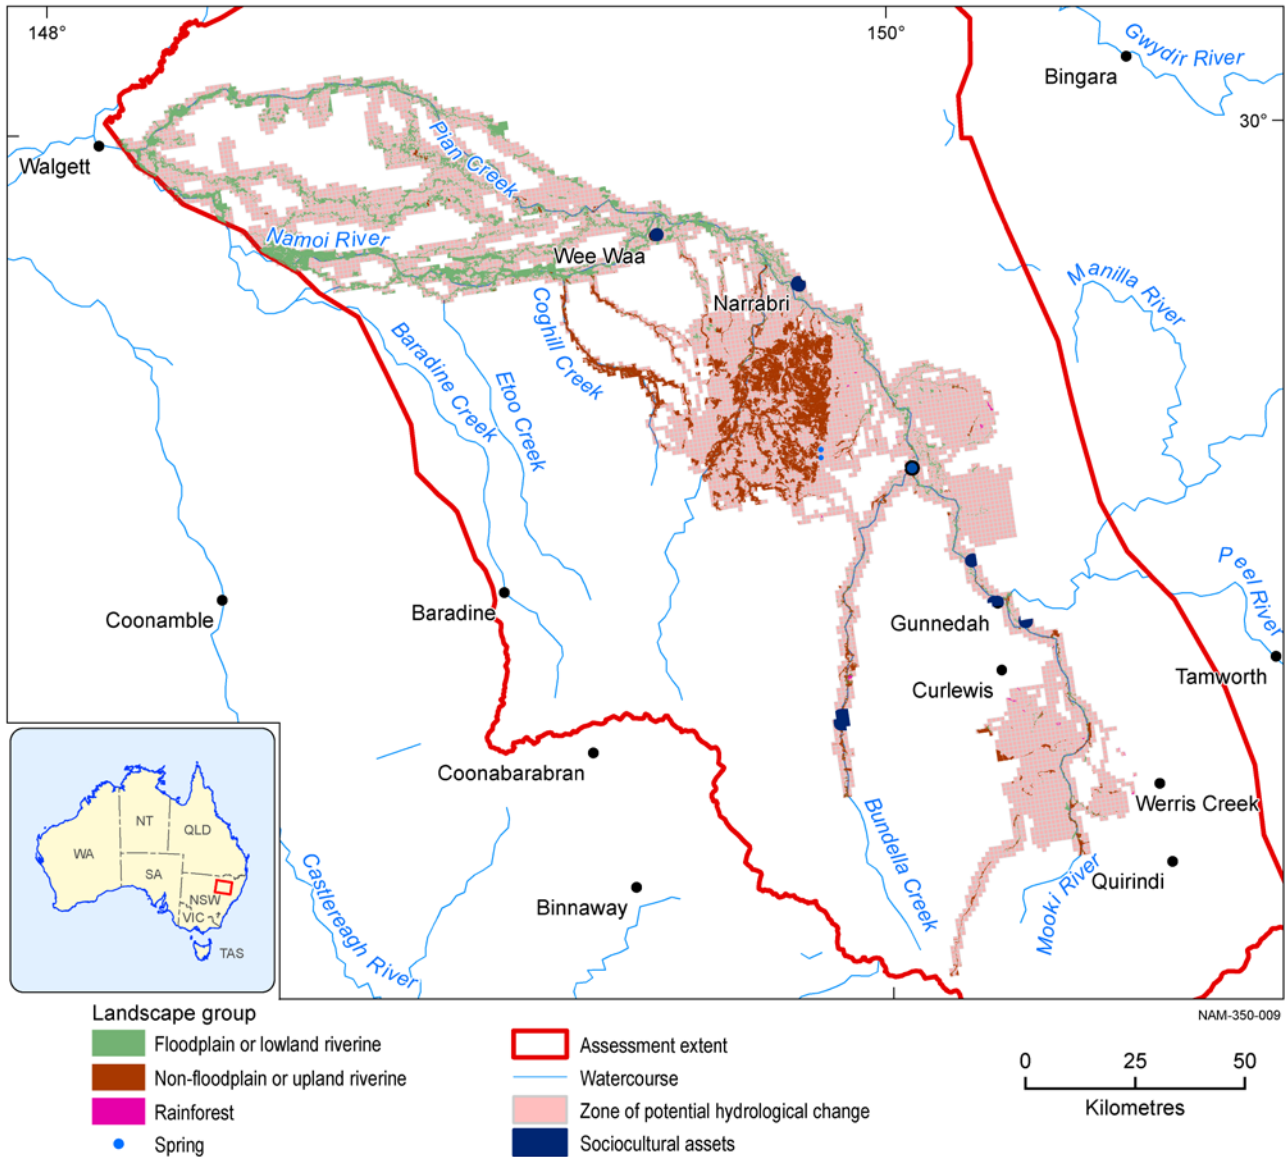 148°
150°
Gwydir River
Bingara
30°
Walgett
Pian Creek
Namoi River
Wee Waa
Narrabri
Manilla River
Coghill Creek
Baradine Creek
Etoo Creek
Peel River
Coonamble
Baradine
Gunnedah
Tamworth
Curlewis
Coonabarabran
Werris Creek
Bundella Creek
Quirindi
Mooki River
Binnaway
Castlereagh River
NT
QLD
WA
SA
NSW
VIC
TAS
NAM-350-009
Landscape group
Floodplain or lowland riverine
Non-floodplain or upland riverine
Rainforest
Spring
Assessment extent
Watercourse
Zone of potential hydrological change
Sociocultural assets
0 25 50
Kilometres